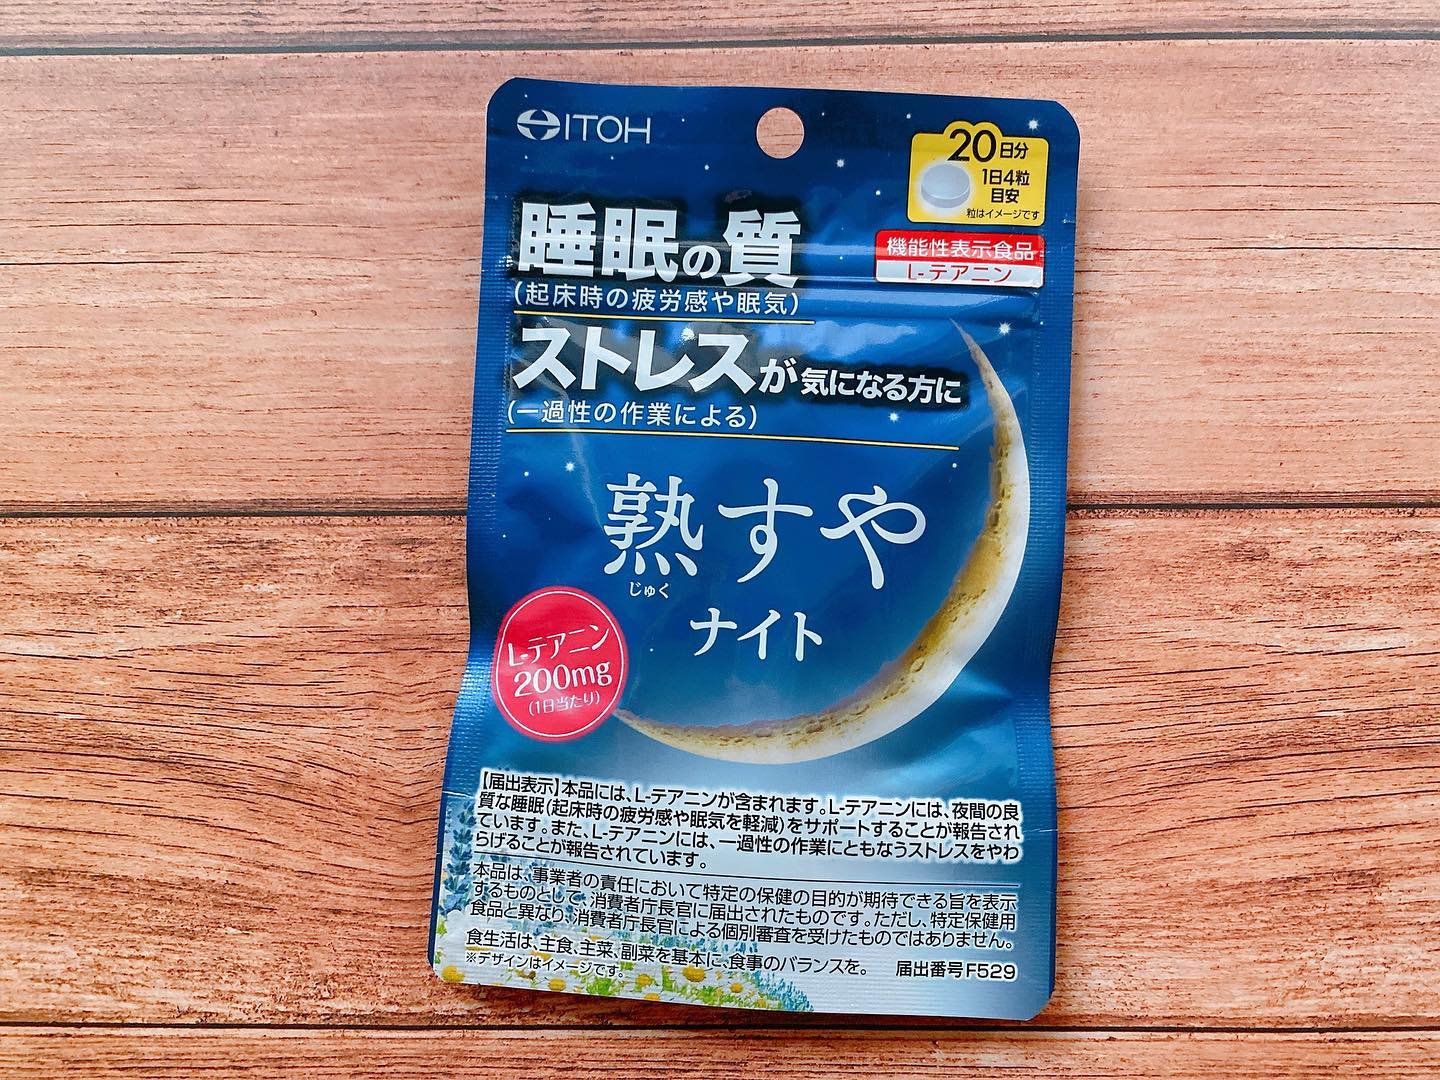 ITOH
20日分
1日4粒
目安
粒はイメージです
機能性表示食品
L-テアニン
睡眠の質
(起床時の疲労感や眠気)
ストレスが気になる方に
(一過性の作業による)
熟すや
じゅく
ナイト
L-テアニン
200mg
(1日当たり)
【届出表示】本品には、L-テアニンが含まれます。L-テアニンには、夜間の良
質な睡眠(起床時の疲労感や眠気を軽減)をサポートすることが報告され
ています。また、L-テアニンには、一過性の作業にともなうストレスをやわ
らげることが報告されています。
本品は、事業者の責任において特定の保健の目的が期待できる旨を表示
するものとして、消費者庁長官に届出されたものです。ただし、特定保健用
食品と異なり、消費者庁長官による個別審査を受けたものではありません。
食生活は、主食、主菜、副菜を基本に、食事のバランスを。 届出番号F529
※デザインはイメージです。